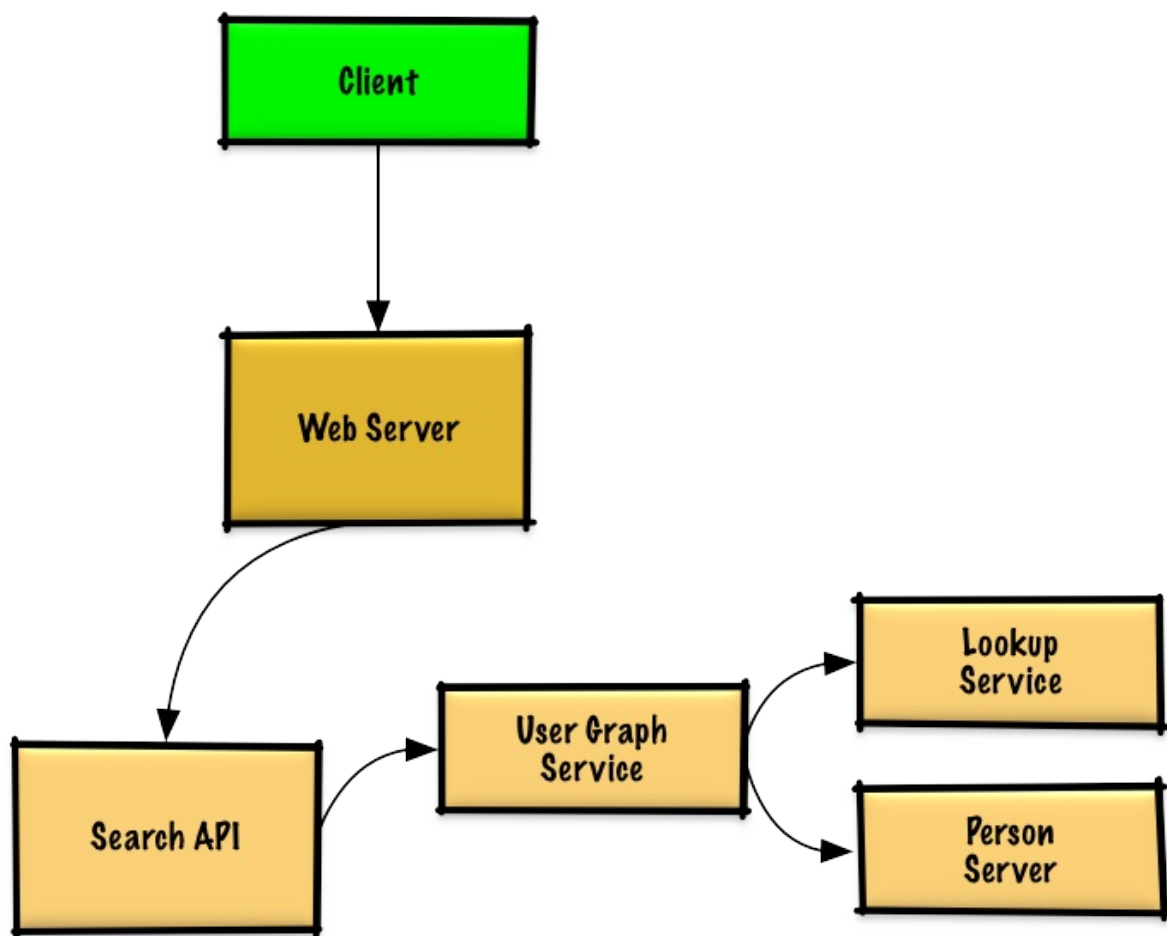 Client
Web Server
Lookup
Service
User Graph
Service
Search API
Person
Server